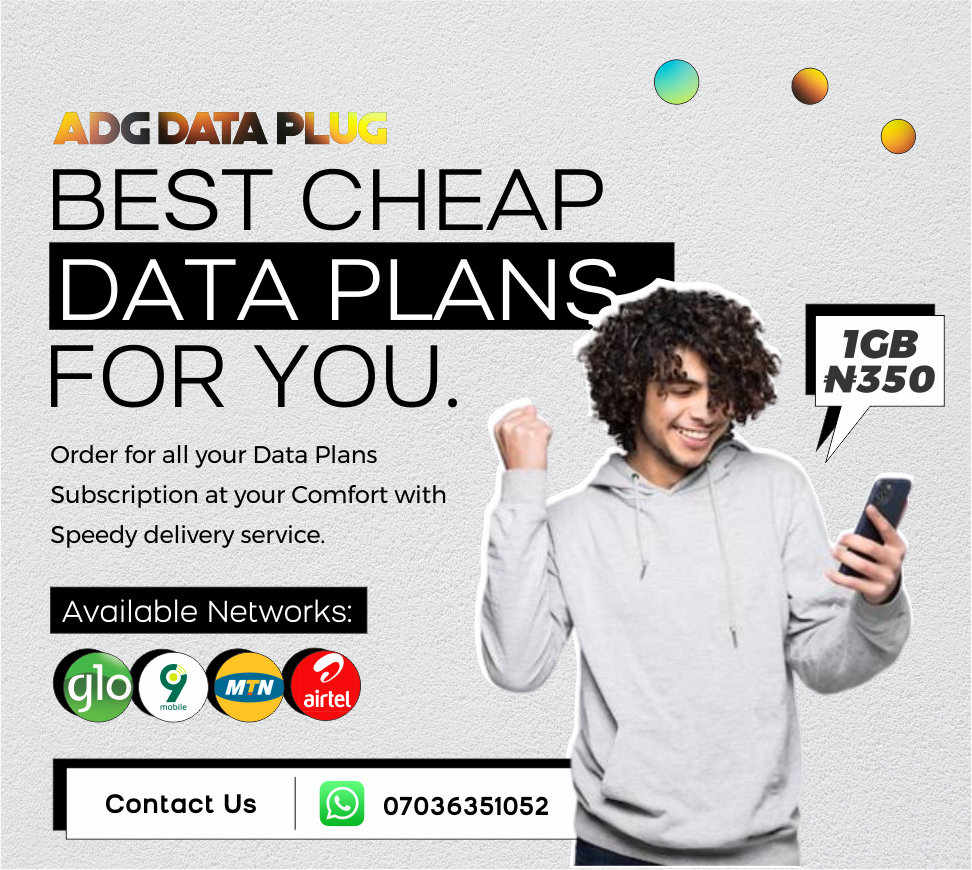 ADG DATA PLUG
BEST CHEAP
DATA PLANS
FOR YOU.
1GB
₦350
Order for all your Data Plans
Subscription at your Comfort with
Speedy delivery service.
Available Networks:
glo
9
mobile
MTN
airtel
Contact Us
07036351052